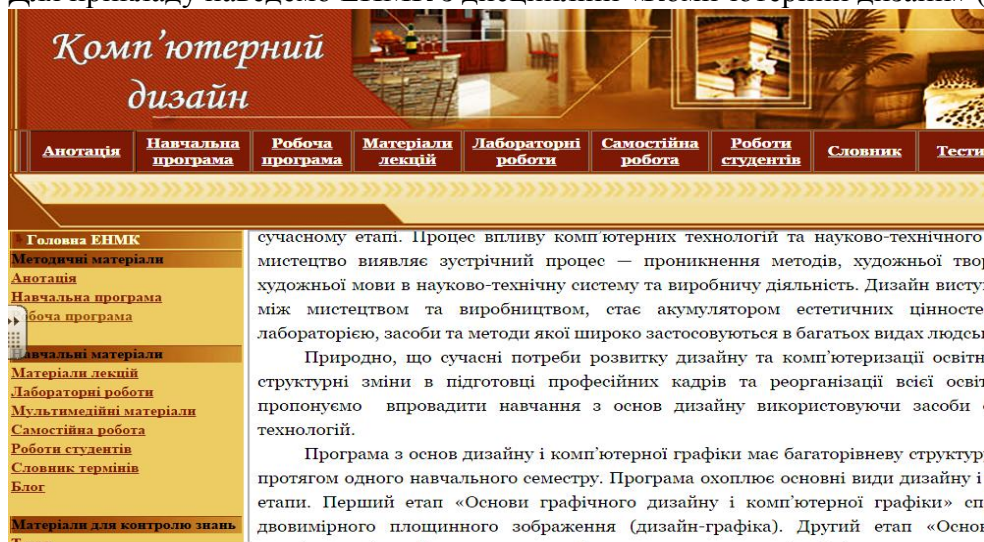 Комп’ютерний
дизайн
Анотація
Навчальна
програма
Робоча
програма
Матеріали
лекцій
Лабораторні
роботи
Самостійна
робота
Роботи
студентів
Словник
Тести
Головна ЕНМК
Методичні матеріали
Анотація
Навчальна програма
боча програма
авчальні матеріали
Матеріали лекцій
Лабораторні роботи
Мультимедійні матеріали
Самостійна робота
Роботи студентів
Словник термінів
Блог
Матеріали для контролю знань
сучасному етапі. Процес впливу комп’ютерних технологій та науково-технічного
мистецтво виявляє зустрічний процес — проникнення методів, художньої твор
художньої мови в науково-технічну систему та виробничу діяльність. Дизайн висту
між мистецтвом та виробництвом, стає акумулятором естетичних цінносте
лабораторією, засоби та методи якої широко застосовуються в багатьох видах людсь
Природно, що сучасні потреби розвитку дизайну та комп’ютеризації освітн
структурні зміни в підготовці професійних кадрів та реорганізації всієї освіт
пропонуємо впровадити навчання з основ дизайну використовуючи засоби
технологій.
Програма з основ дизайну і комп’ютерної графіки має багаторівневу структур
протягом одного навчального семестру. Програма охоплює основні види дизайну і
етапи. Перший етап «Основи графічного дизайну і комп’ютерної графіки» сп
двовимірного площинного зображення (дизайн-графіка). Другий етап «Основ